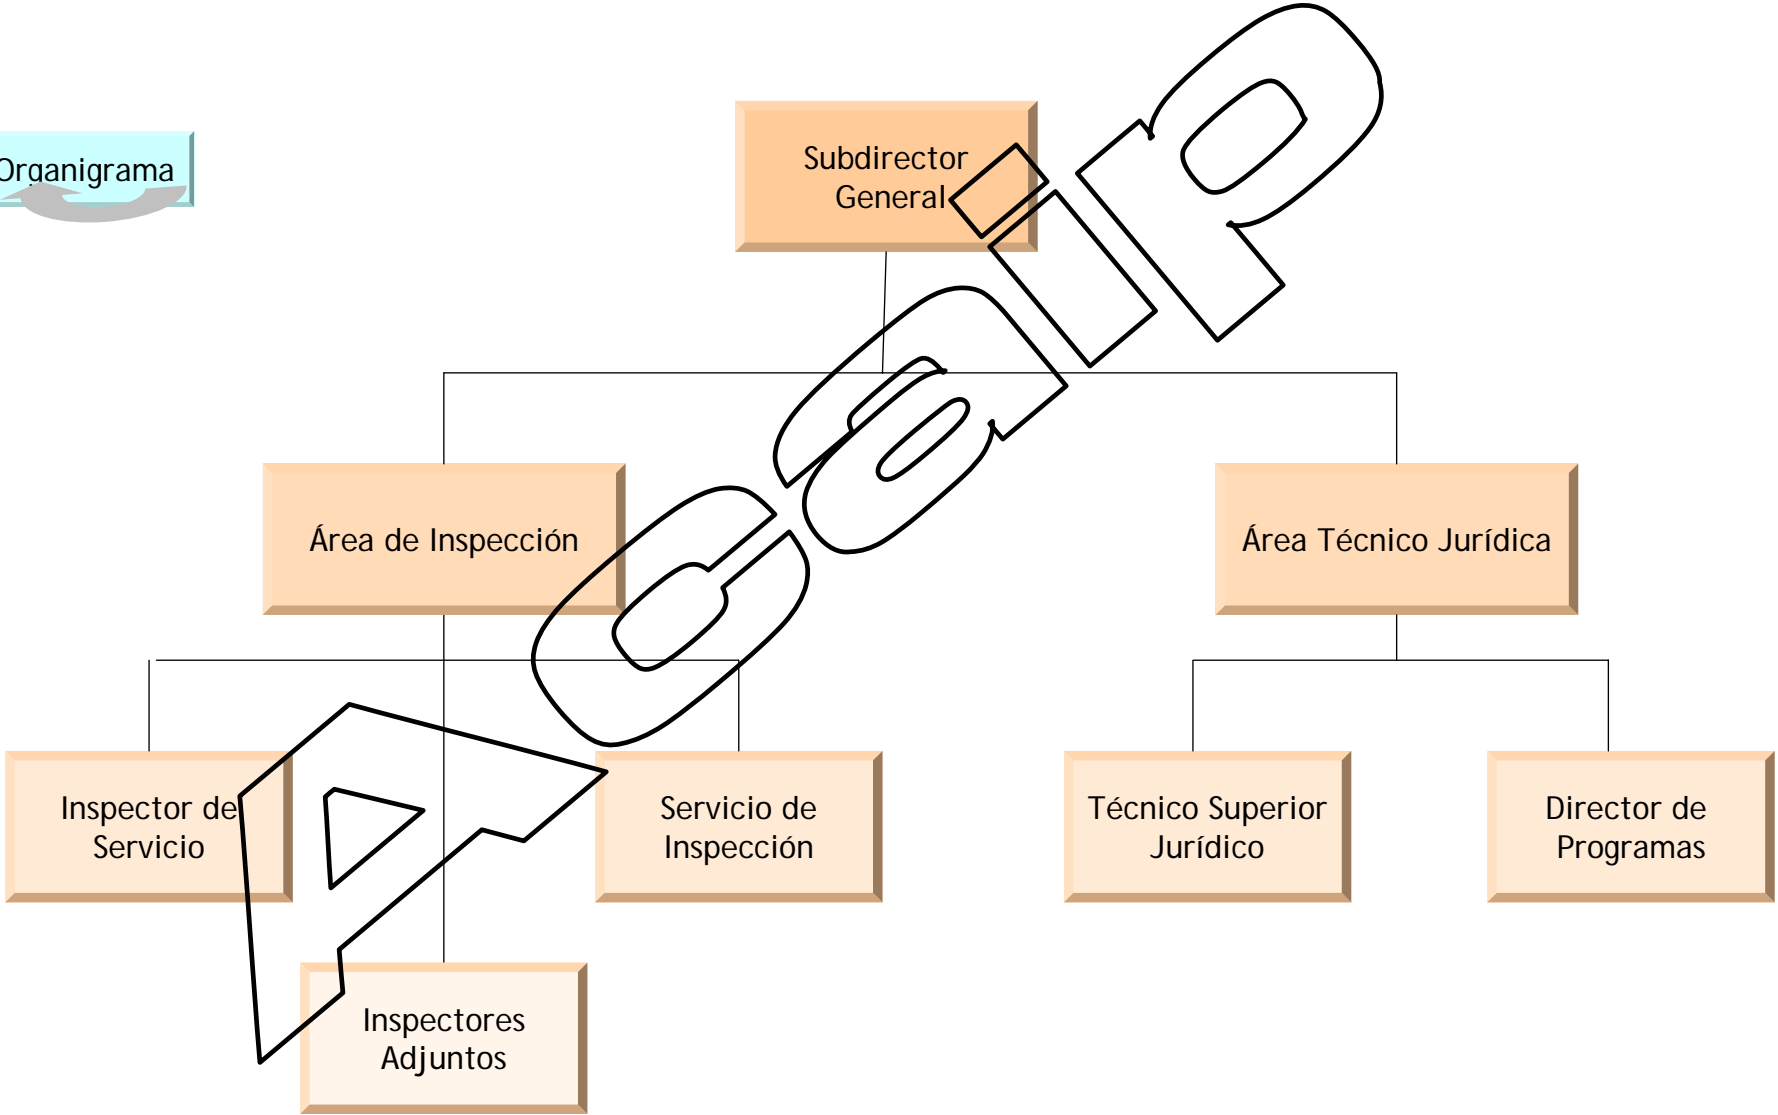 Organigrama
Subdirector
General
Área de Inspección
Área Técnico Jurídica
Inspector de
Servicio
Servicio de
Inspección
Técnico Superior
Jurídico
Director de
Programas
Inspectores
Adjuntos